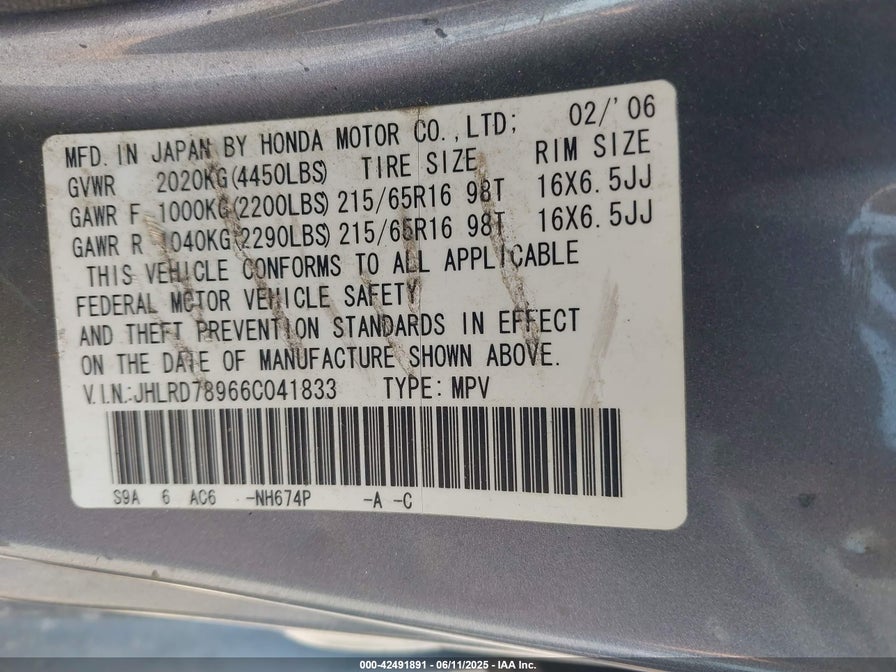 MFD. IN JAPAN BY HONDA MOTOR CO.,LTD; 02/'06
GVWR 2020KG(4450LBS) TIRE SIZE RIM SIZE
GAWR F 1000KG(2200LBS) 215/65R16 98T 16X6.5JJ
GAWR R 1040KG(2290LBS) 215/65R16 98T 16X6.5JJ
THIS VEHICLE CONFORMS TO ALL APPLICABLE
FEDERAL MOTOR VEHICLE SAFETY
AND THEFT PREVENTION STANDARDS IN EFFECT
ON THE DATE OF MANUFACTURE SHOWN ABOVE.
V.I.N.:JHLRD78966C041833 TYPE: MPV
S9A 6 AC6 -NH674P -A -C
000-42491891 - 06/11/2025 - IAA Inc.